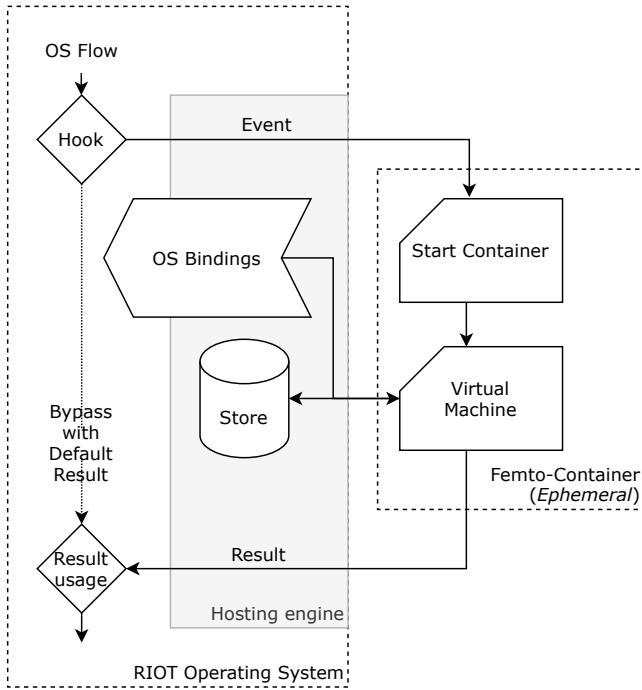 OS Flow
Hook
Event
OS Bindings
Start Container
Store
Virtual
Machine
Bypass
with
Default
Result
Femto-Container
(Ephemeral)
Result
usage
Result
Hosting engine
RIOT Operating System